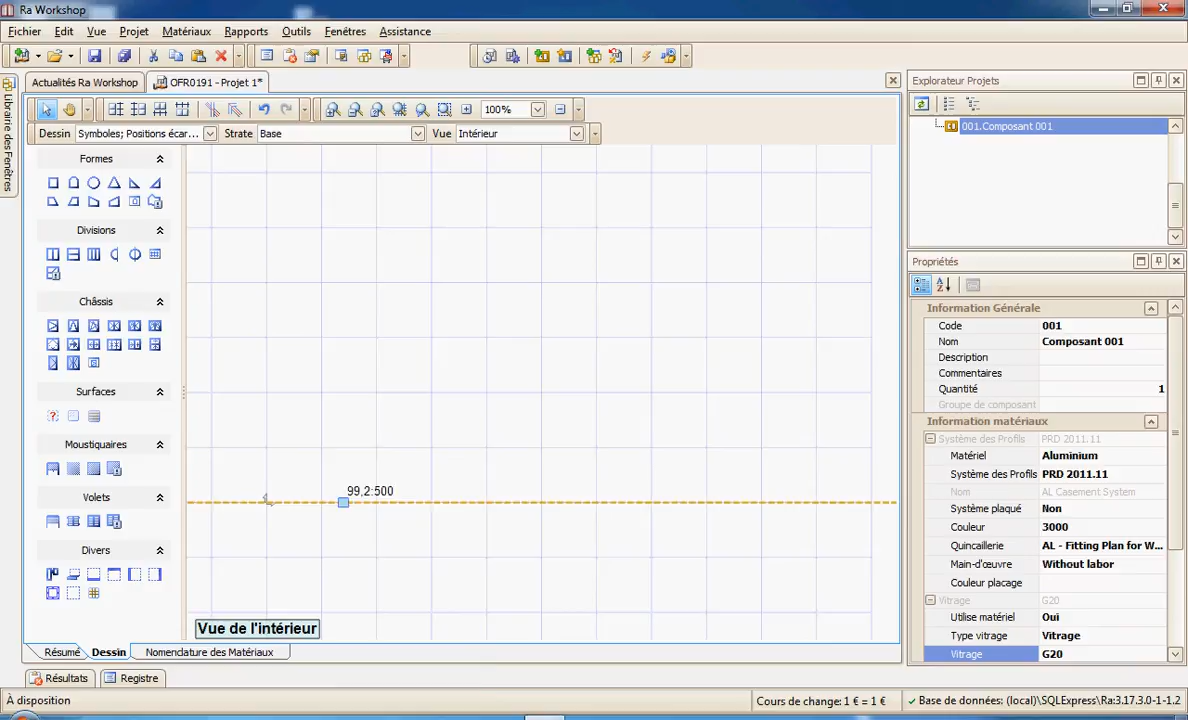 Ra Workshop
Fichier Edit Vue Projet Matériaux Rapports Outils Fenêtres Assistance
Actualités Ra Workshop OFR0191 - Projet 1*
100%
Dessin Symboles; Positions écar... Strate Base Vue Intérieur
Librairie des Fenêtres
Formes
Divisions
Châssis
Surfaces
Moustiquaires
Volets
Divers
99,2:500
Vue de l'intérieur
Résumé Dessin Nomenclature des Matériaux
Résultats Registre
Explorateur Projets
001.Composant 001
Propriétés
Information Générale
Code 001
Nom Composant 001
Description
Commentaires
Quantité 1
Groupe de composant
Information matériaux
Système des Profils PRD 2011.11
Matériel Aluminium
Système des Profils PRD 2011.11
Nom AL Casement System
Système plaqué Non
Couleur 3000
Quincaillerie AL - Fitting Plan for W...
Main-d'œuvre Without labor
Couleur placage
Vitrage G20
Utilise matériel Oui
Type vitrage Vitrage
Vitrage G20
À disposition Cours de change: 1 € = 1 € Base de données: (local)\SQLExpress\Ra:3.17.3.0-1-1.2